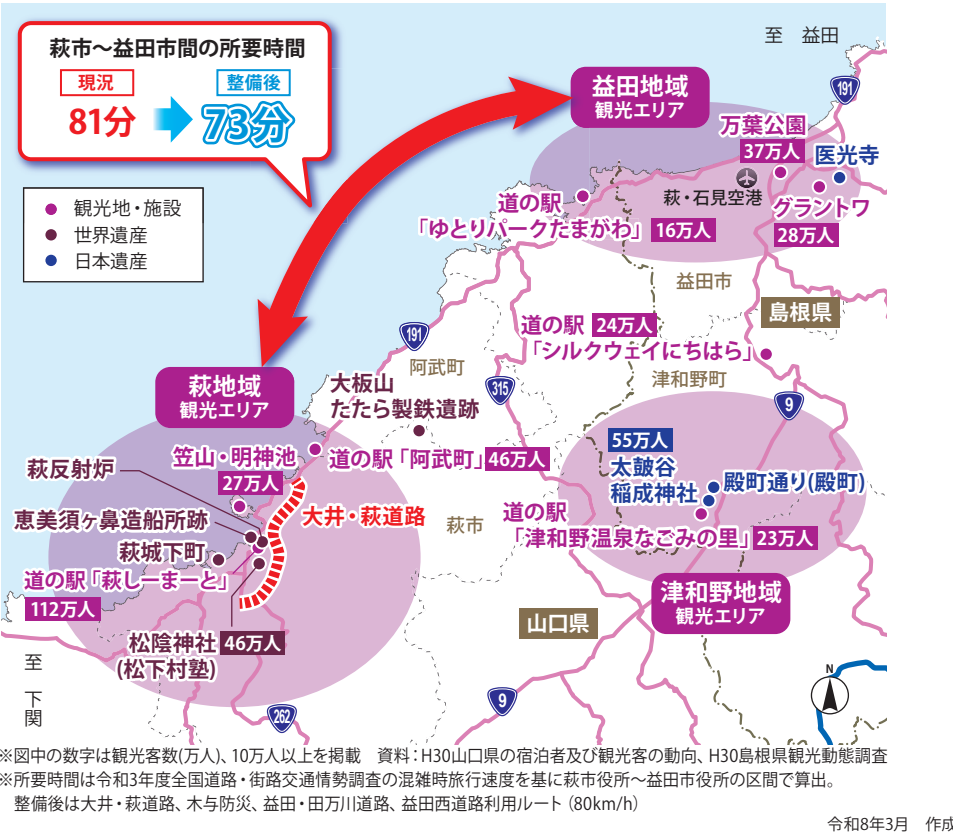 萩市～益田市間の所要時間
現況
整備後
81分
73分
至 益田
益田地域
観光エリア
191
万葉公園
37万人
医光寺
萩・石見空港
グラントワ
28万人
道の駅
「ゆとりパークたまがわ」 16万人
観光地・施設
世界遺産
日本遺産
益田市
島根県
191
道の駅 24万人
「シルクウェイにちはら」
阿武町
津和野町
315
9
萩地域
観光エリア
大板山
たたら製鉄遺跡
笠山・明神池
27万人
道の駅「阿武町」 46万人
55万人
太皷谷
稲成神社
殿町通り(殿町)
萩反射炉
恵美須ヶ鼻造船所跡
大井・萩道路
萩市
道の駅
「津和野温泉なごみの里」 23万人
萩城下町
道の駅「萩しーまーと」
112万人
津和野地域
観光エリア
山口県
松陰神社 46万人
(松下村塾)
至 下関
N
9
262
※図中の数字は観光客数(万人)、10万人以上を掲載　資料：H30山口県の宿泊者及び観光客の動向、H30島根県観光動態調査
※所要時間は令和3年度全国道路・街路交通情勢調査の混雑時旅行速度を基に萩市役所～益田市役所の区間で算出。
整備後は大井・萩道路、木与防災、益田・田万川道路、益田西道路利用ルート（80km/h）
令和8年3月　作成